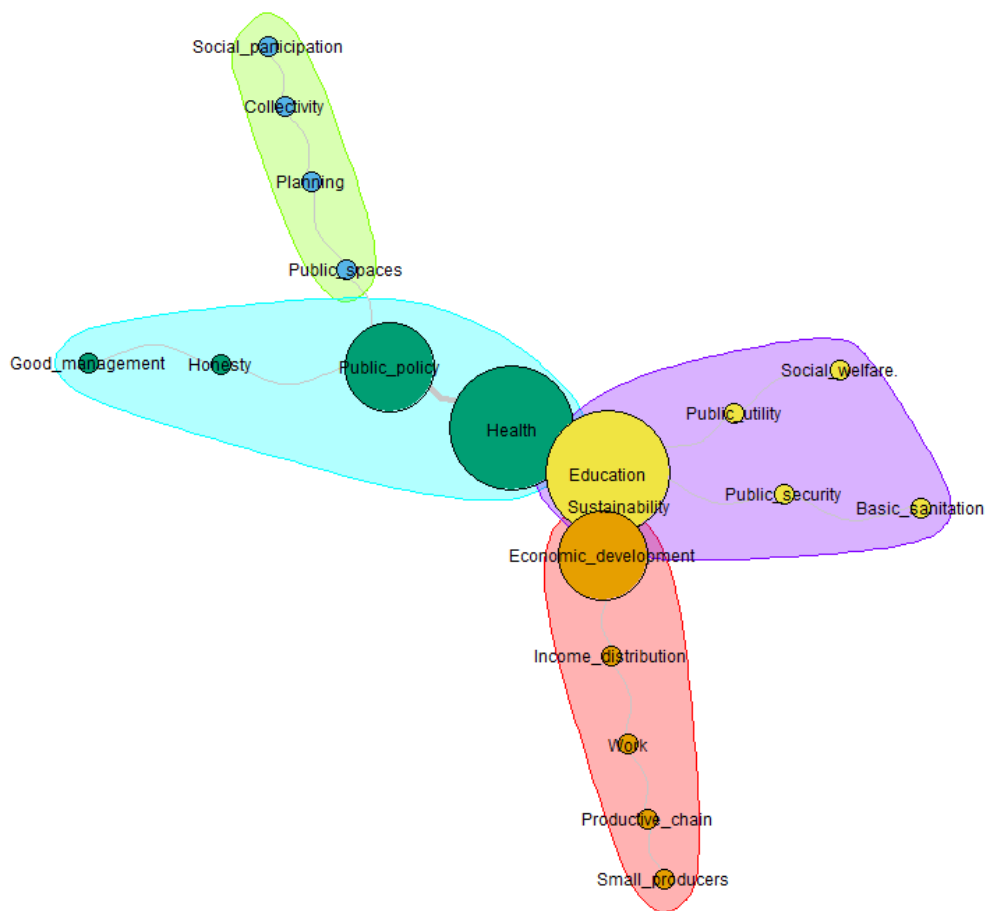 Social_participation
Collectivity
Planning
Public_spaces
Good_management
Honesty
Public_policy
Social_welfare.
Public_utility
Health
Education
Public_security
Sustainability
Basic_sanitation
Economic_development
Income_distribution
Work
Productive_chain
Small_producers